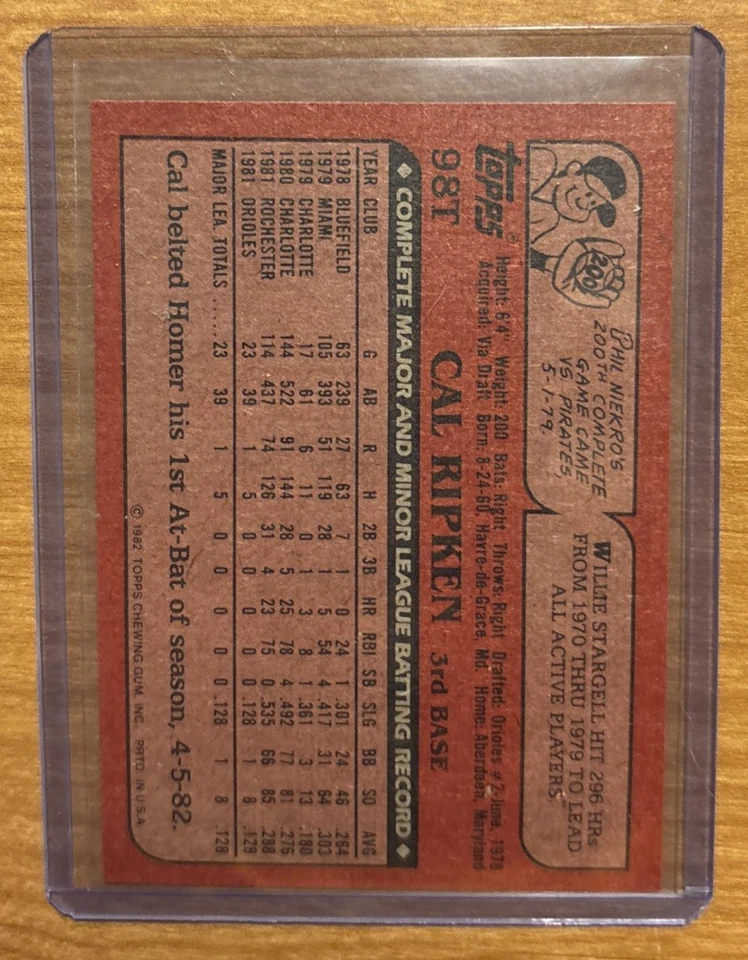 PHIL NIEKRO'S
200TH COMPLETE
GAME CAME
VS. PIRATES,
5-1-79.
200
WILLIE STARGELL HIT 296 HRs
FROM 1970 THRU 1979 TO LEAD
ALL ACTIVE PLAYERS.
TOPPS®
Height: 6'4" Weight: 200 Bats: Right Throws: Right Drafted: Orioles #2-June, 1978
Acquired: Via Draft Born: 8-24-60, Havre-de-Grace, Md. Home: Aberdeen, Maryland
98T CAL RIPKEN 3rd BASE
◆ COMPLETE MAJOR AND MINOR LEAGUE BATTING RECORD ◆
YEAR CLUB G AB R H 2B 3B HR RBI SB SLG BB SO AVG
1978 BLUEFIELD 63 239 27 63 7 1 0 24 1 .301 24 46 .264
1979 MIAMI 105 393 51 119 28 1 5 54 4 .417 31 64 .303
1979 CHARLOTTE 17 61 6 11 0 1 3 8 1 .361 3 13 .180
1980 CHARLOTTE 144 522 91 144 28 5 25 78 4 .492 77 81 .276
1981 ROCHESTER 114 437 74 126 31 4 23 75 0 .535 66 85 .288
1981 ORIOLES 23 39 1 5 0 0 0 0 0 .128 1 8 .128
MAJOR LEA TOTALS ...... 23 39 1 5 0 0 0 0 0 .128 1 8 .128
Cal belted Homer his 1st At-Bat of season, 4-5-82.
© 1982 TOPPS CHEWING GUM, INC. PRTD. IN U.S.A.